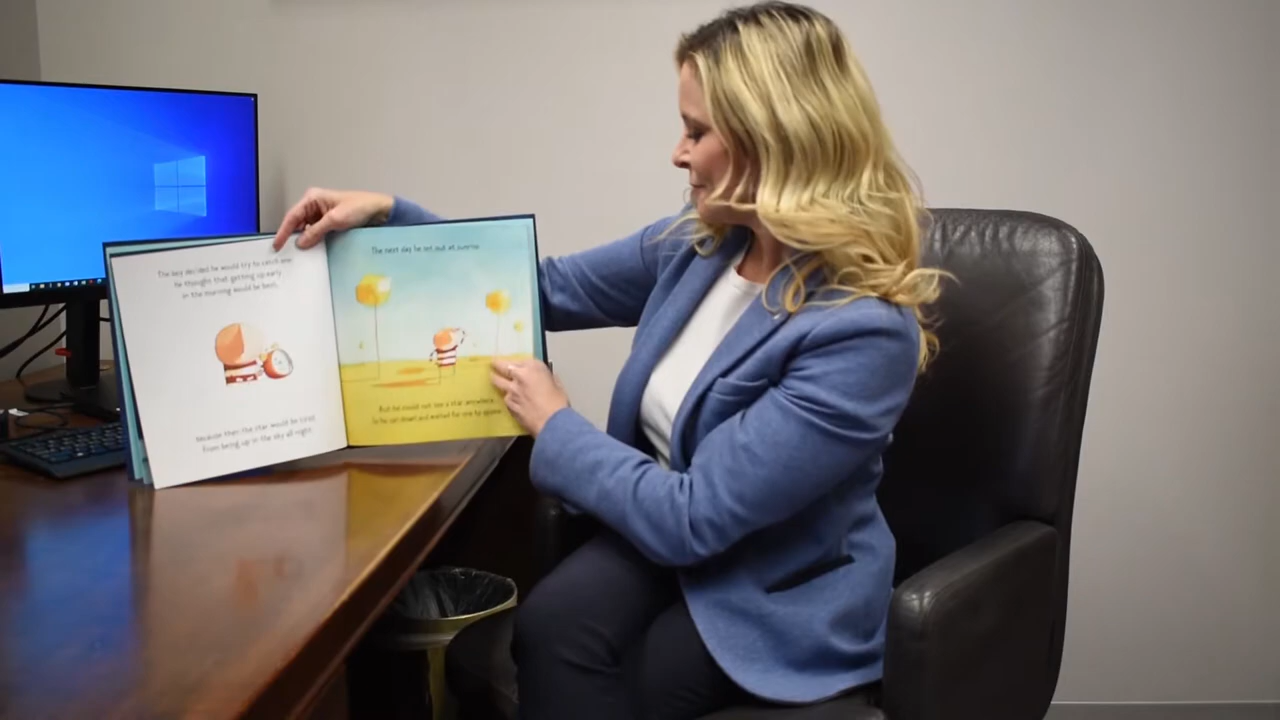 The boy decided he would try to catch one.
He thought that getting up early
in the morning would be best,
because then the star would be tired
from being up in the sky all night.
The next day he set out at sunrise.
But he could not see a star anywhere.
So he sat down and waited for one to appear.